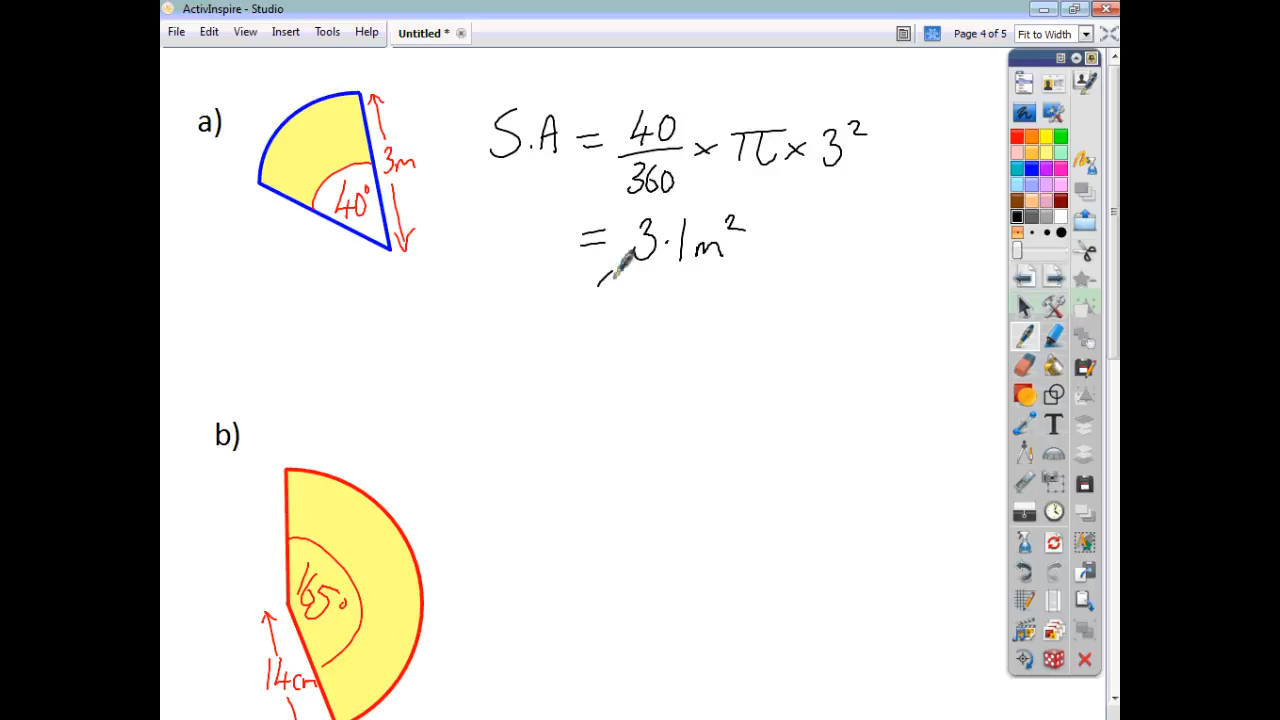 ActivInspire - Studio
File Edit View Insert Tools Help
Untitled *
Page 4 of 5
Fit to Width
a)
3m
40°
S.A = 40/360 × π × 3²
= 3.1m²
b)
165°
14cm